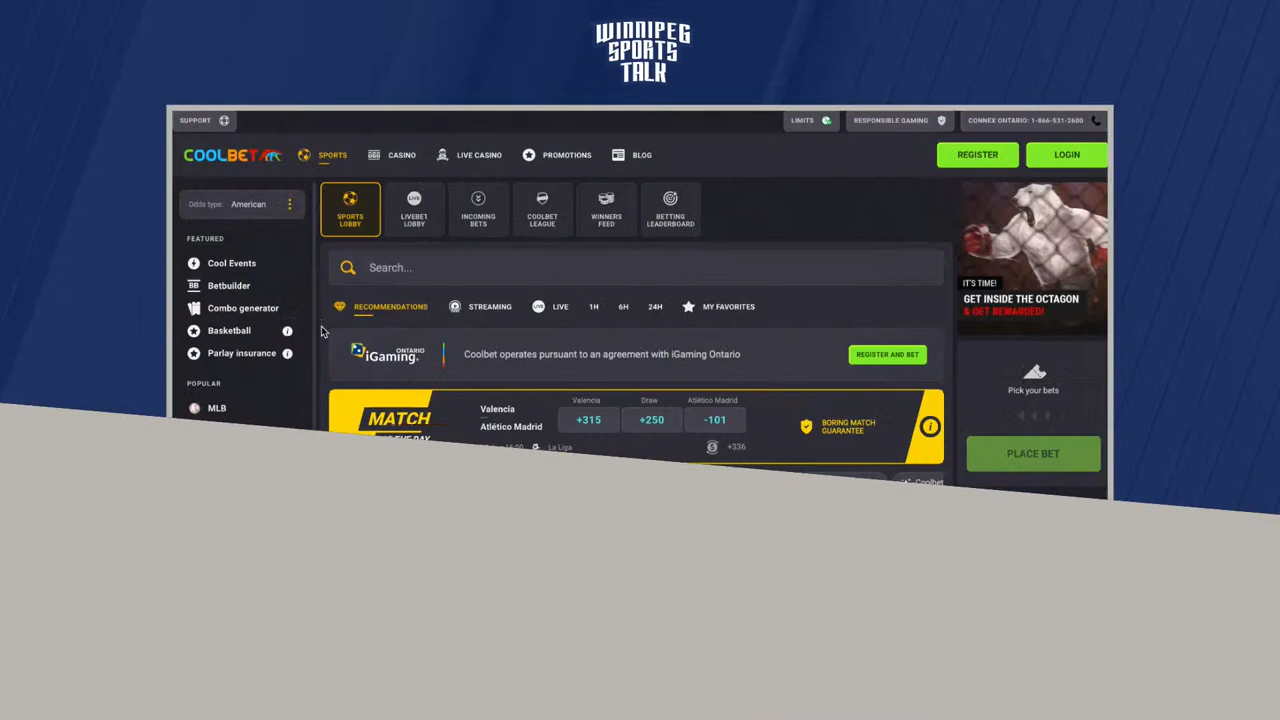 WINNIPEG
SPORTS
TALK
SUPPORT
LIMITS
RESPONSIBLE GAMING
CONNEX ONTARIO: 1-866-531-2600
COOLBET
SPORTS
CASINO
LIVE CASINO
PROMOTIONS
BLOG
REGISTER
LOGIN
Odds type: American
SPORTS
LOBBY
LIVE
LIVEBET
LOBBY
INCOMING
BETS
COOLBET
LEAGUE
WINNERS
FEED
BETTING
LEADERBOARD
FEATURED
Cool Events
BB Betbuilder
Combo generator
Basketball
Parlay insurance
POPULAR
MLB
Search...
RECOMMENDATIONS
STREAMING
LIVE LIVE
1H
6H
24H
MY FAVORITES
ONTARIO
iGaming
Coolbet operates pursuant to an agreement with iGaming Ontario
REGISTER AND BET
MATCH
Valencia
Atlético Madrid
Valencia
+315
Draw
+250
Atlético Madrid
-101
BORING MATCH
GUARANTEE
La Liga
+336
Coolbet
IT'S TIME!
GET INSIDE THE OCTAGON
& GET REWARDED!
Pick your bets
PLACE BET